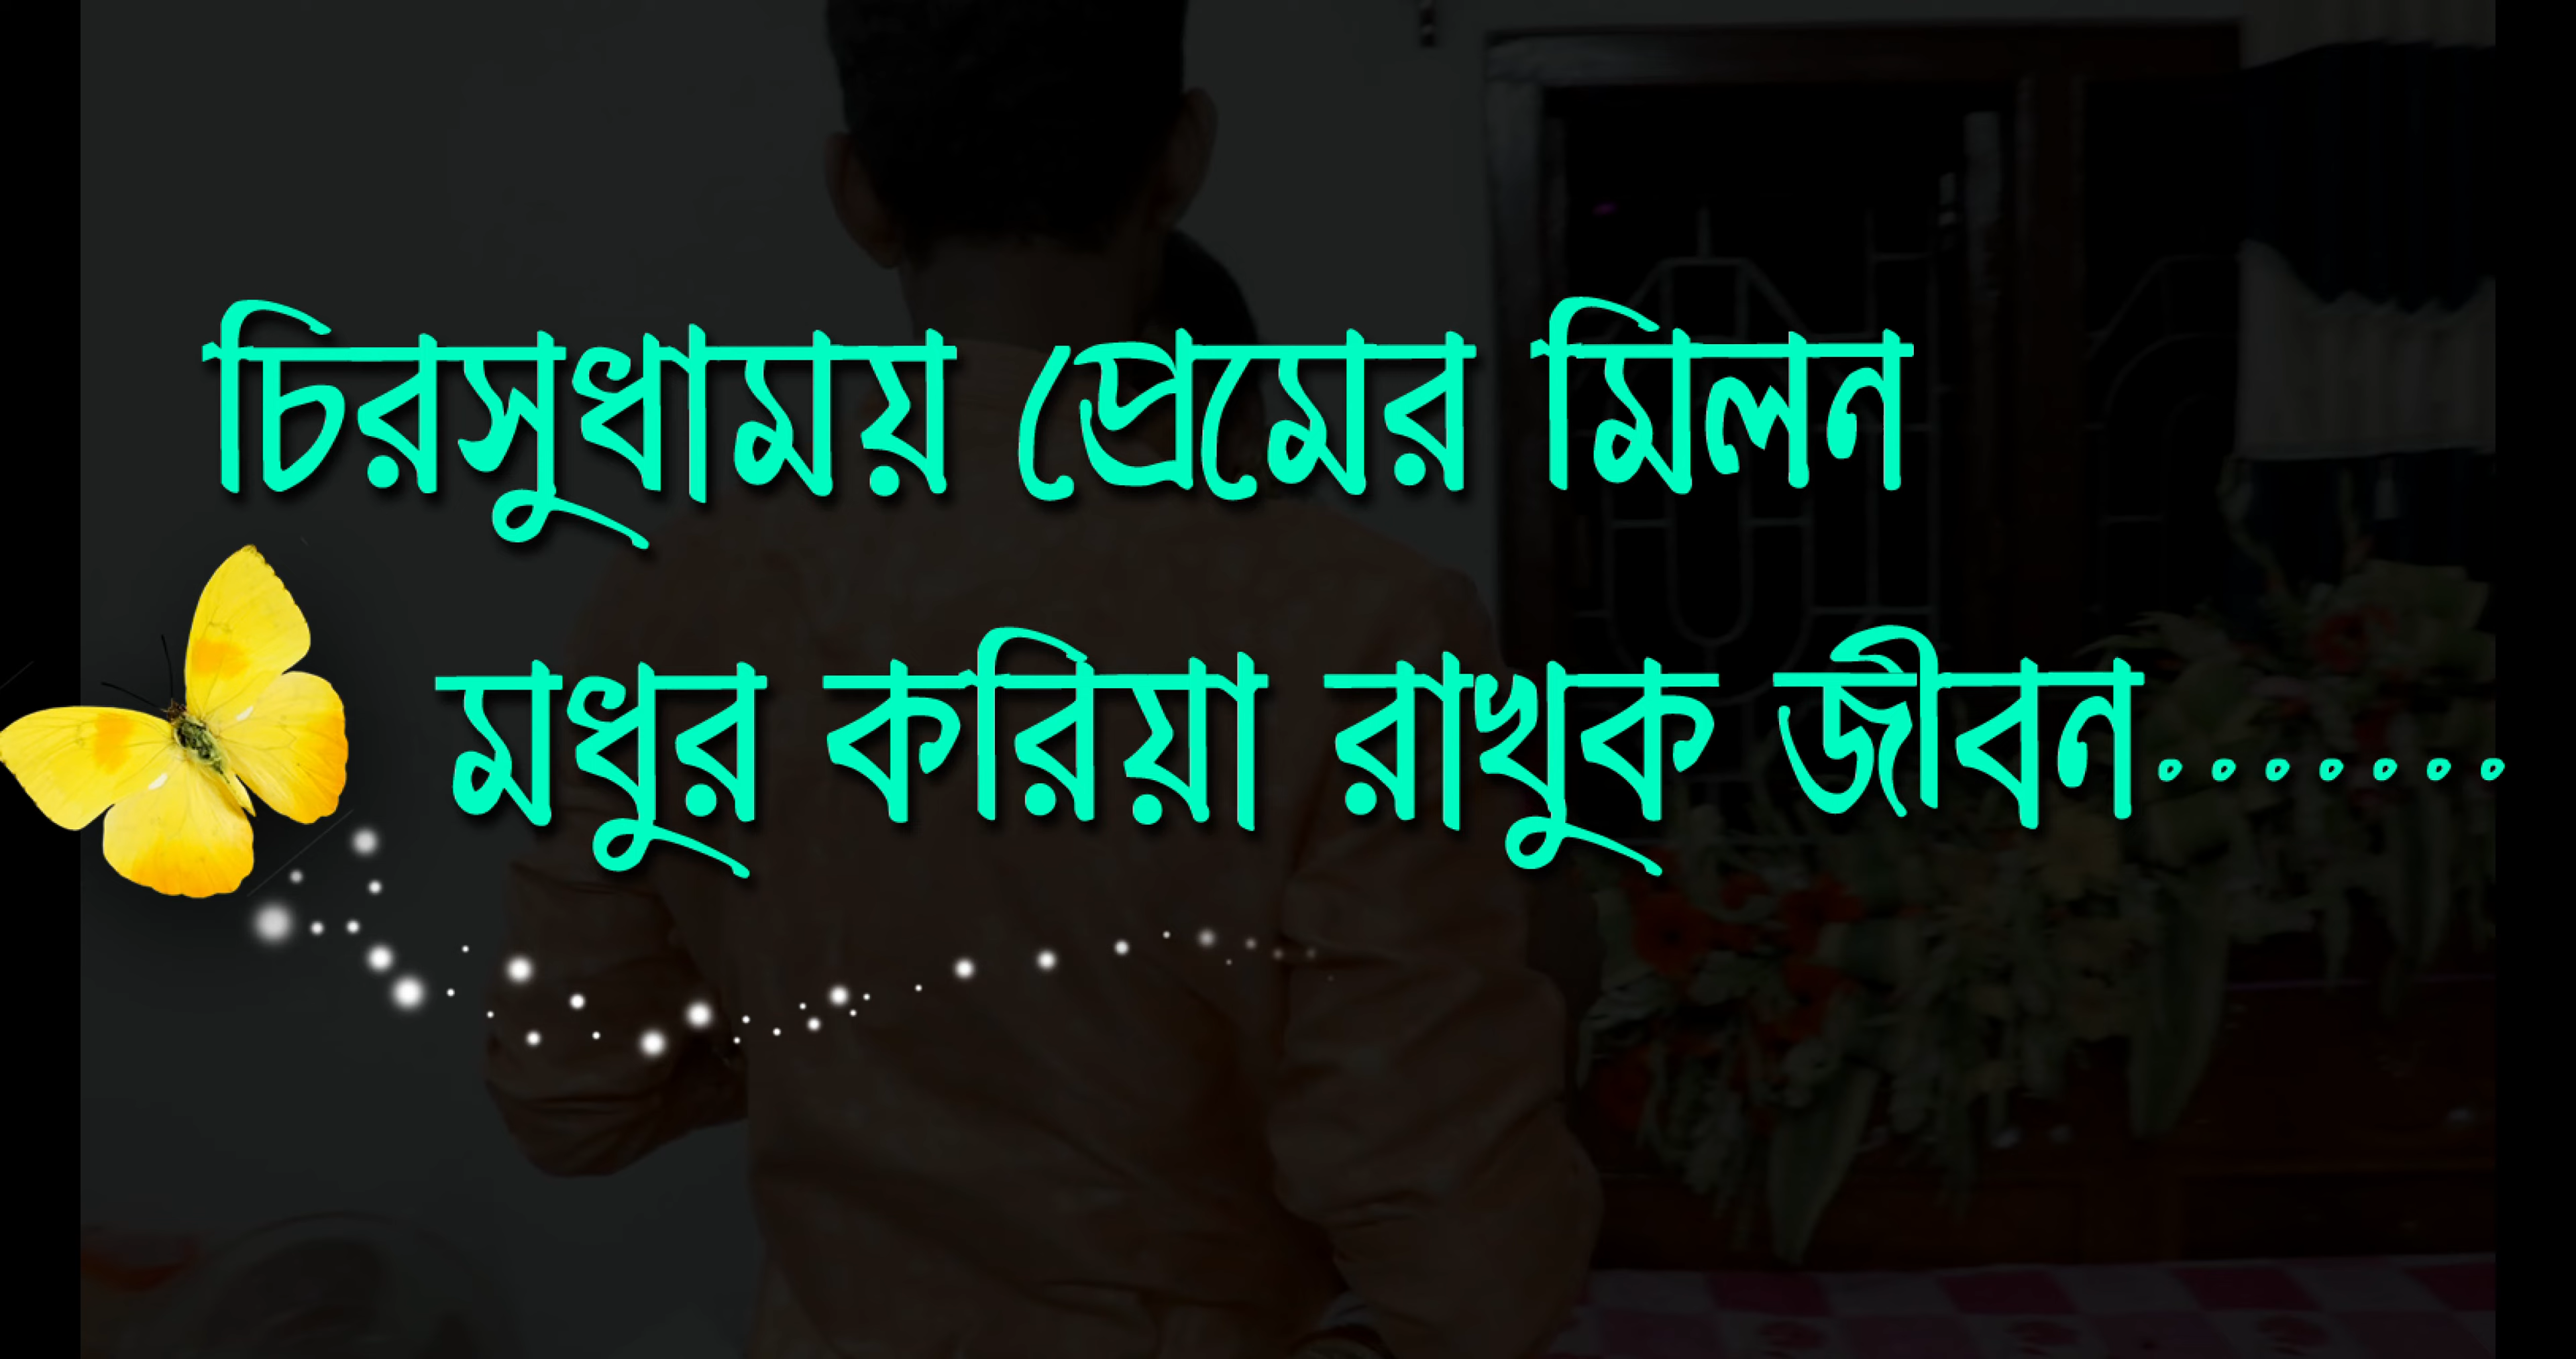 চিরসুধাময় প্রেমের মিলন
মধুর করিয়া রাখুক জীবন.......